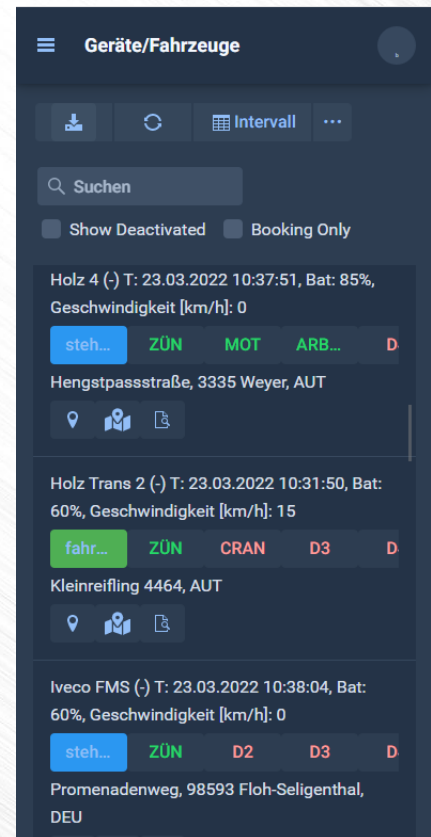 Geräte/Fahrzeuge
Intervall
Suchen
Show Deactivated Booking Only
Holz 4 (-) T: 23.03.2022 10:37:51, Bat: 85%,
Geschwindigkeit [km/h]: 0
steh... ZÜN MOT ARB...
Hengstpassstraße, 3335 Weyer, AUT
Holz Trans 2 (-) T: 23.03.2022 10:31:50, Bat:
60%, Geschwindigkeit [km/h]: 15
fahr... ZÜN CRAN D3
Kleinreifling 4464, AUT
Iveco FMS (-) T: 23.03.2022 10:38:04, Bat:
60%, Geschwindigkeit [km/h]: 0
steh... ZÜN D2 D3
Promenadenweg, 98593 Floh-Seligenthal,
DEU